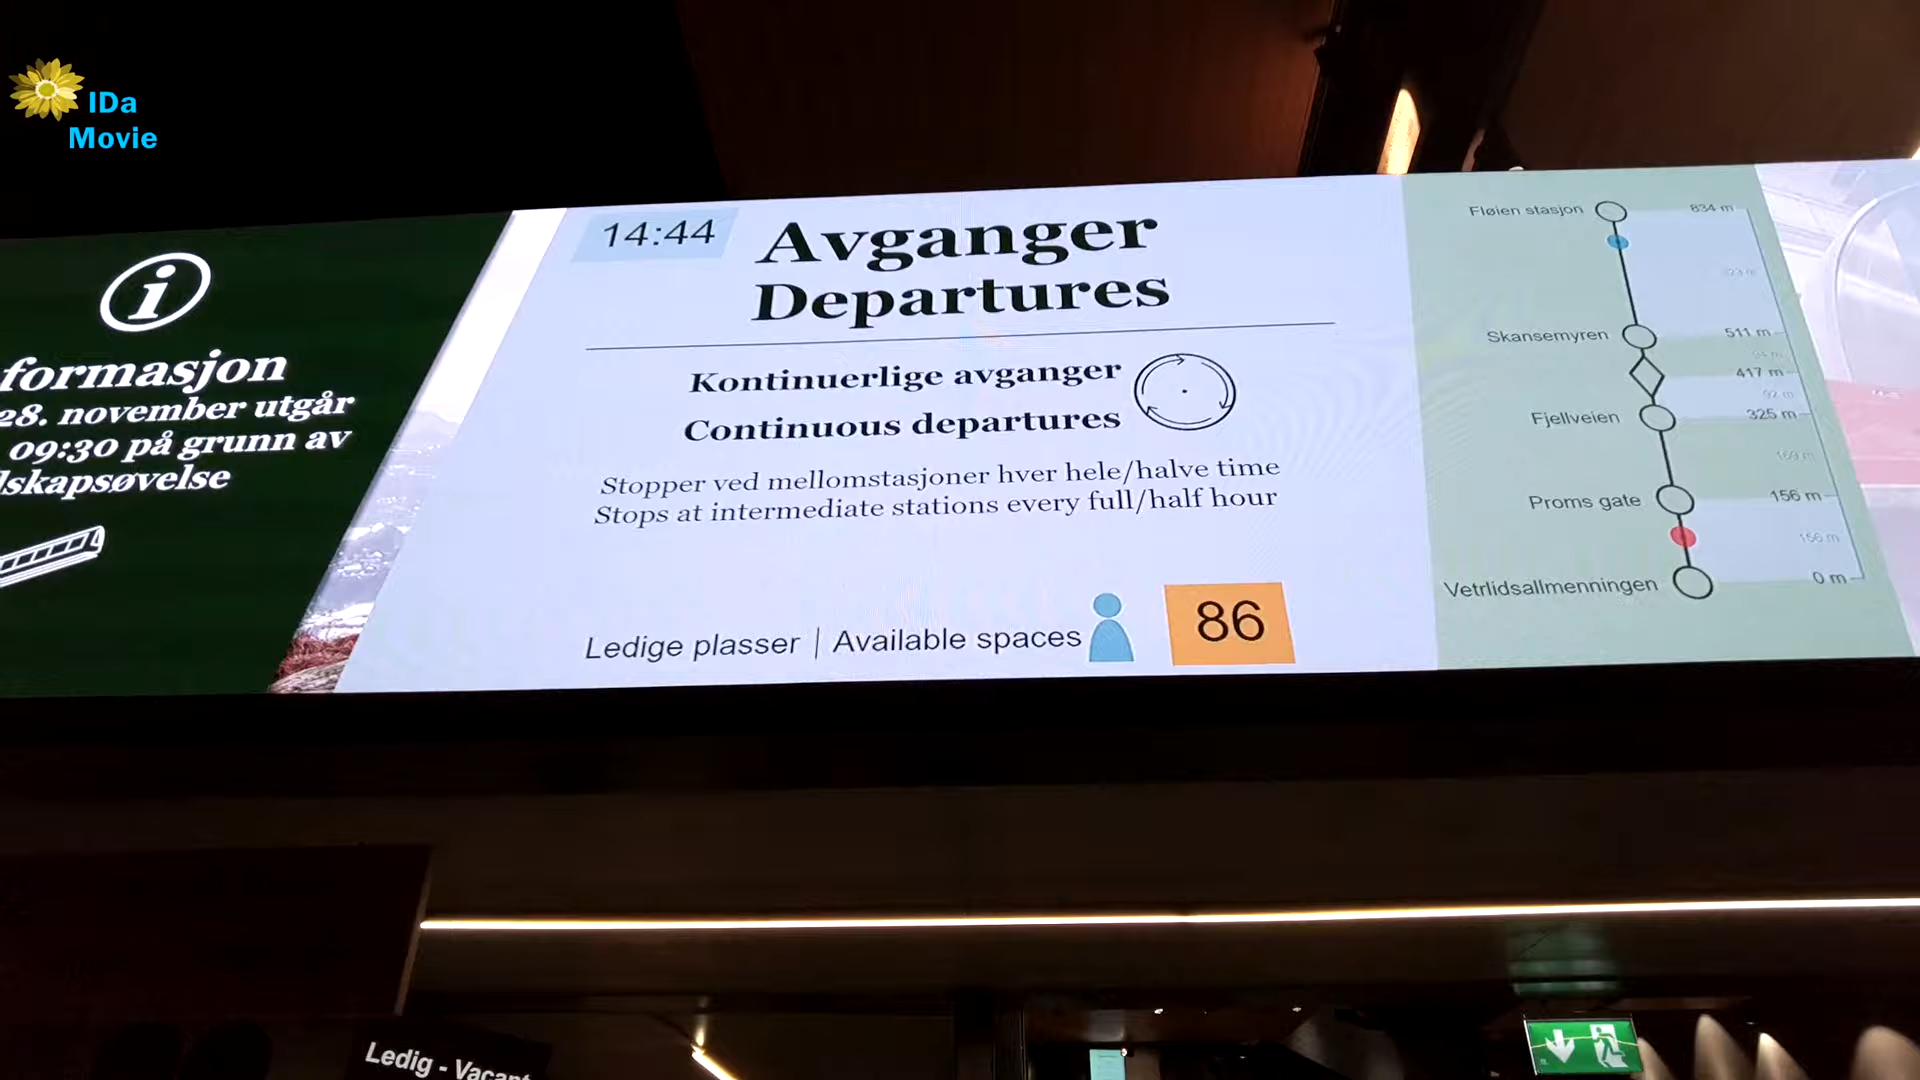 IDa
Movie
formasjon
28. november utgår
09:30 på grunn av
lskapsøvelse
14:44
Avganger
Departures
Kontinuerlige avganger
Continuous departures
Stopper ved mellomstasjoner hver hele/halve time
Stops at intermediate stations every full/half hour
Ledige plasser | Available spaces
86
Fløien stasjon
834 m
Skansemyren
511 m
417 m
Fjellveien
325 m
Proms gate
156 m
156 m
Vetrlidsallmenningen
0 m
Ledig - Vacant